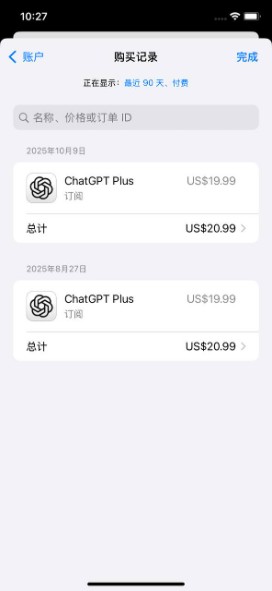 10:27
账户
购买记录
完成
正在显示：最近 90 天、付费
名称、价格或订单 ID
2025年10月9日
ChatGPT Plus US$19.99
订阅
总计 US$20.99
2025年8月27日
ChatGPT Plus US$19.99
订阅
总计 US$20.99